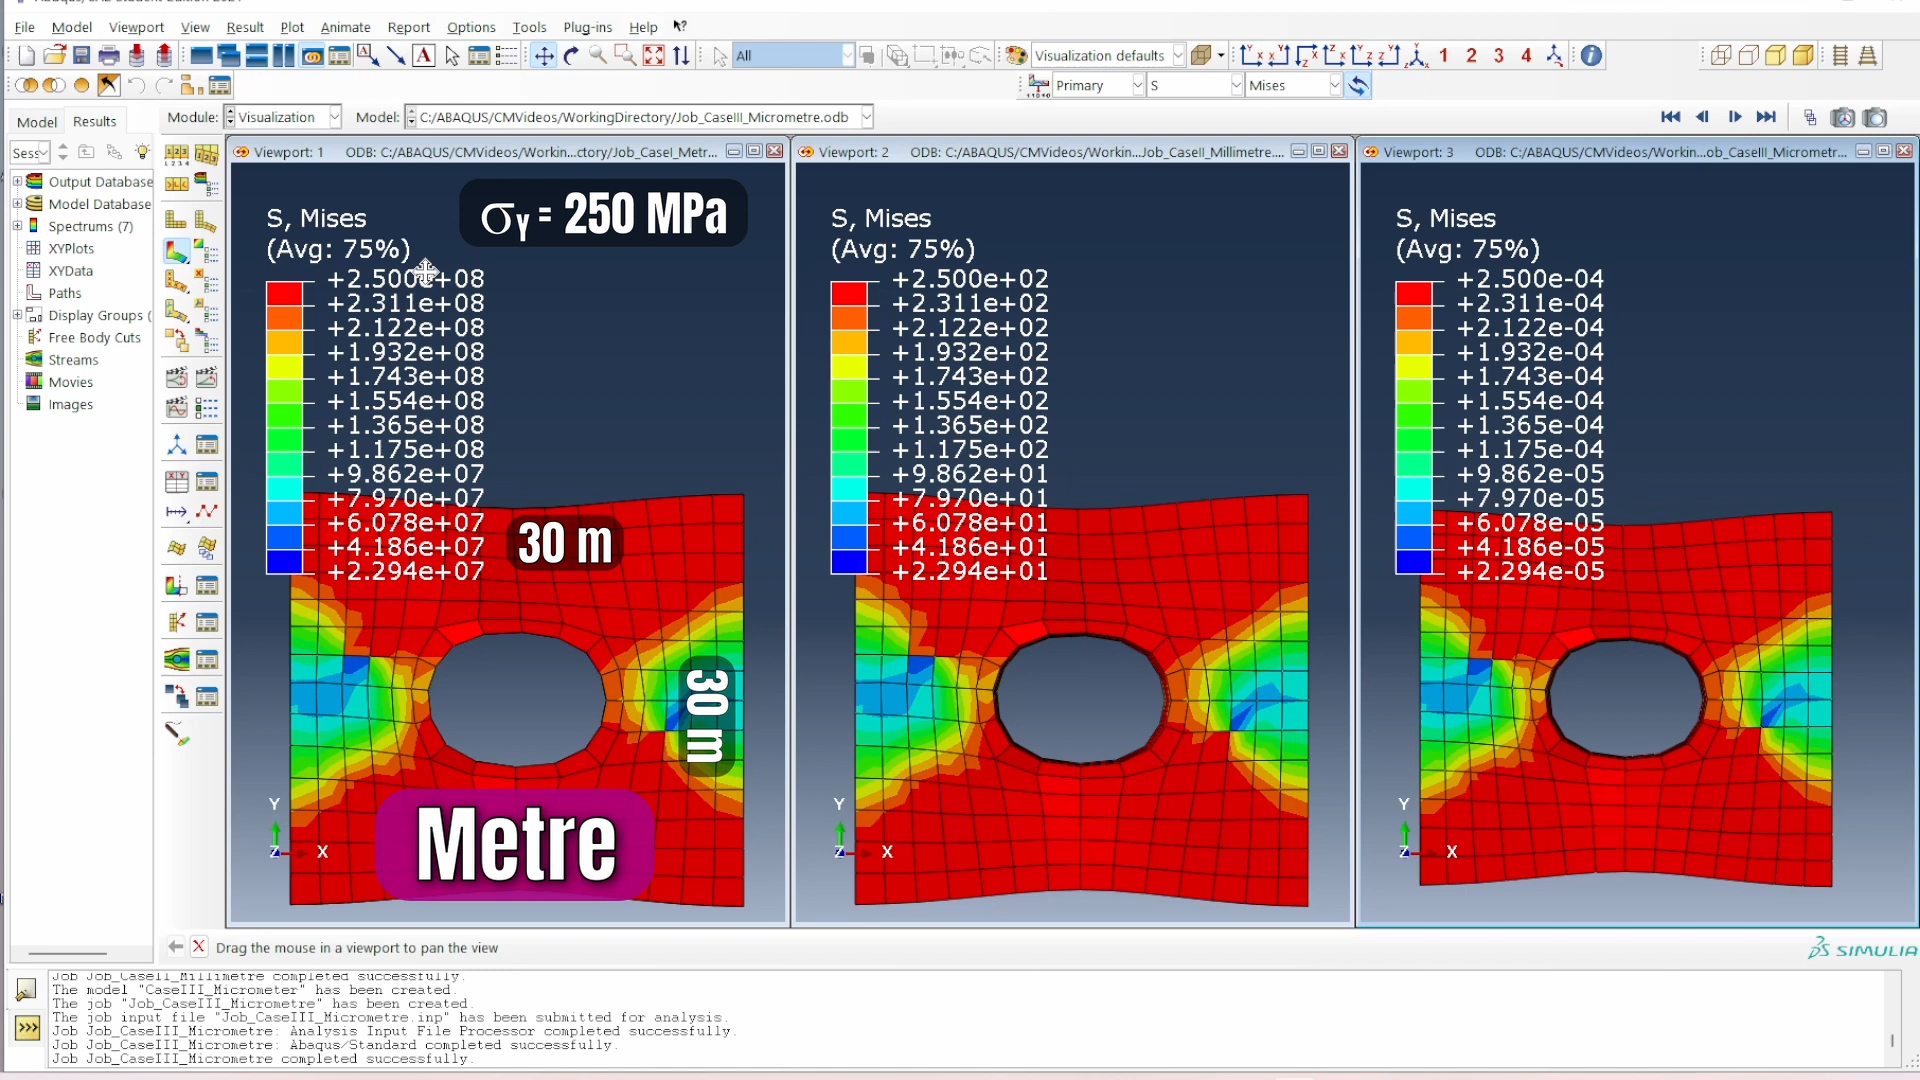 File Model Viewport View Result Plot Animate Report Options Tools Plug-ins Help
All
Visualization defaults
1 2 3 4
Primary S Mises
Model Results
Module: Visualization Model: C:/ABAQUS/CMVideos/WorkingDirectory/Job_CaseIII_Micrometre.odb
Output Database
Model Database
Spectrums (7)
XYPlots
XYData
Paths
Display Groups (
Free Body Cuts
Streams
Movies
Images
Viewport: 1 ODB: C:/ABAQUS/CMVideos/Workin...ctory/Job_CaseI_Metr...
S, Mises
(Avg: 75%)
+2.500e+08
+2.311e+08
+2.122e+08
+1.932e+08
+1.743e+08
+1.554e+08
+1.365e+08
+1.175e+08
+9.862e+07
+7.970e+07
+6.078e+07
+4.186e+07
+2.294e+07
σY = 250 MPa
30 m
30 m
Metre
Y
Z X
Viewport: 2 ODB: C:/ABAQUS/CMVideos/Workin...Job_CaseII_Millimetre....
S, Mises
(Avg: 75%)
+2.500e+02
+2.311e+02
+2.122e+02
+1.932e+02
+1.743e+02
+1.554e+02
+1.365e+02
+1.175e+02
+9.862e+01
+7.970e+01
+6.078e+01
+4.186e+01
+2.294e+01
Y
Z X
Viewport: 3 ODB: C:/ABAQUS/CMVideos/Workin...ob_CaseIII_Micrometr...
S, Mises
(Avg: 75%)
+2.500e-04
+2.311e-04
+2.122e-04
+1.932e-04
+1.743e-04
+1.554e-04
+1.365e-04
+1.175e-04
+9.862e-05
+7.970e-05
+6.078e-05
+4.186e-05
+2.294e-05
Y
Z X
Drag the mouse in a viewport to pan the view
SIMULIA
Job Job_CaseII_Millimetre completed successfully.
The model "CaseIII_Micrometer" has been created.
The job "Job_CaseIII_Micrometre" has been created.
The job input file "Job_CaseIII_Micrometre.inp" has been submitted for analysis.
Job Job_CaseIII_Micrometre: Analysis Input File Processor completed successfully.
Job Job_CaseIII_Micrometre: Abaqus/Standard completed successfully.
Job Job_CaseIII_Micrometre completed successfully.